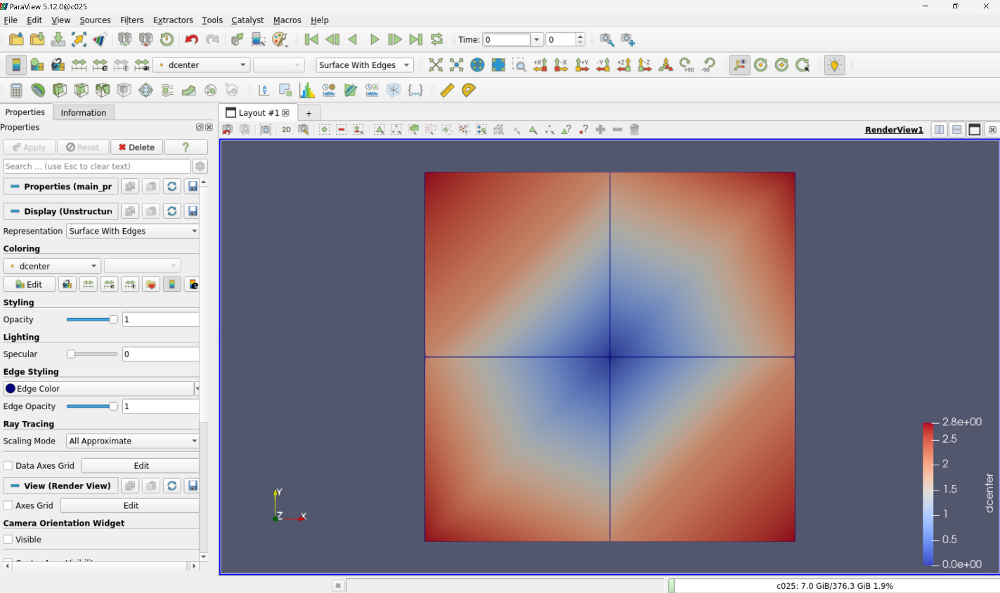 ParaView 5.12.0@c025
File Edit View Sources Filters Extractors Tools Catalyst Macros Help
Time: 0 0
dcenter Surface With Edges +X -X +Y -Y +Z -Z +90 -90
Properties Information Layout #1 +
Properties 2D RenderView1
Apply Reset Delete ?
Search ... (use Esc to clear text)
Properties (main_pr
Display (Unstructure
Representation Surface With Edges
Coloring
dcenter
Edit
Styling
Opacity 1
Lighting
Specular 0
Edge Styling
Edge Color
Edge Opacity 1
Ray Tracing
Scaling Mode All Approximate
Data Axes Grid Edit
View (Render View)
Axes Grid Edit
Camera Orientation Widget
Visible
Y
Z X
2.8e+00
2.5
2
1.5
1
0.5
0.0e+00
dcenter
c025: 7.0 GiB/376.3 GiB 1.9%